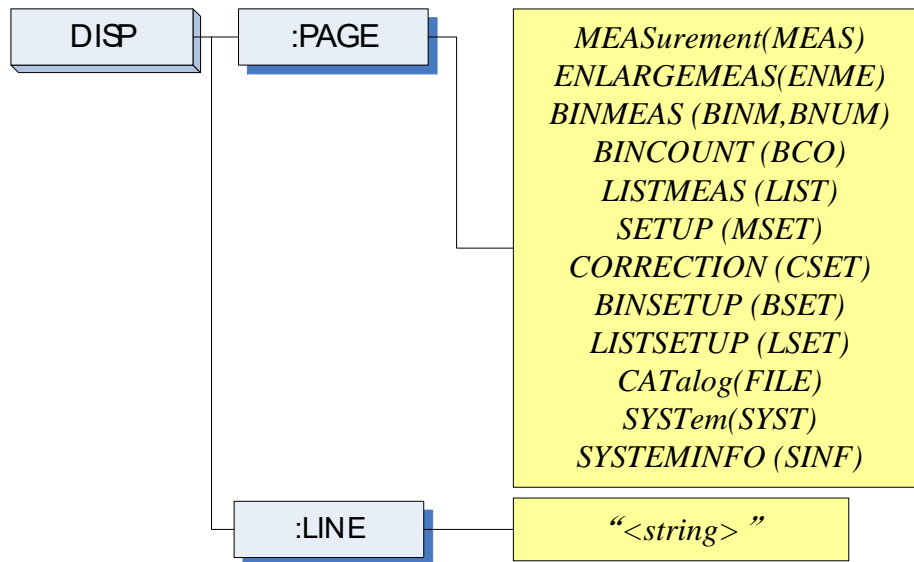 DISP
:PAGE
MEASurement(MEAS)
ENLARGEMEAS(ENME)
BINMEAS (BINM,BNUM)
BINCOUNT (BCO)
LISTMEAS (LIST)
SETUP (MSET)
CORRECTION (CSET)
BINSETUP (BSET)
LISTSETUP (LSET)
CATalog(FILE)
SYSTem(SYST)
SYSTEMINFO (SINF)
:LINE
“<string> ”